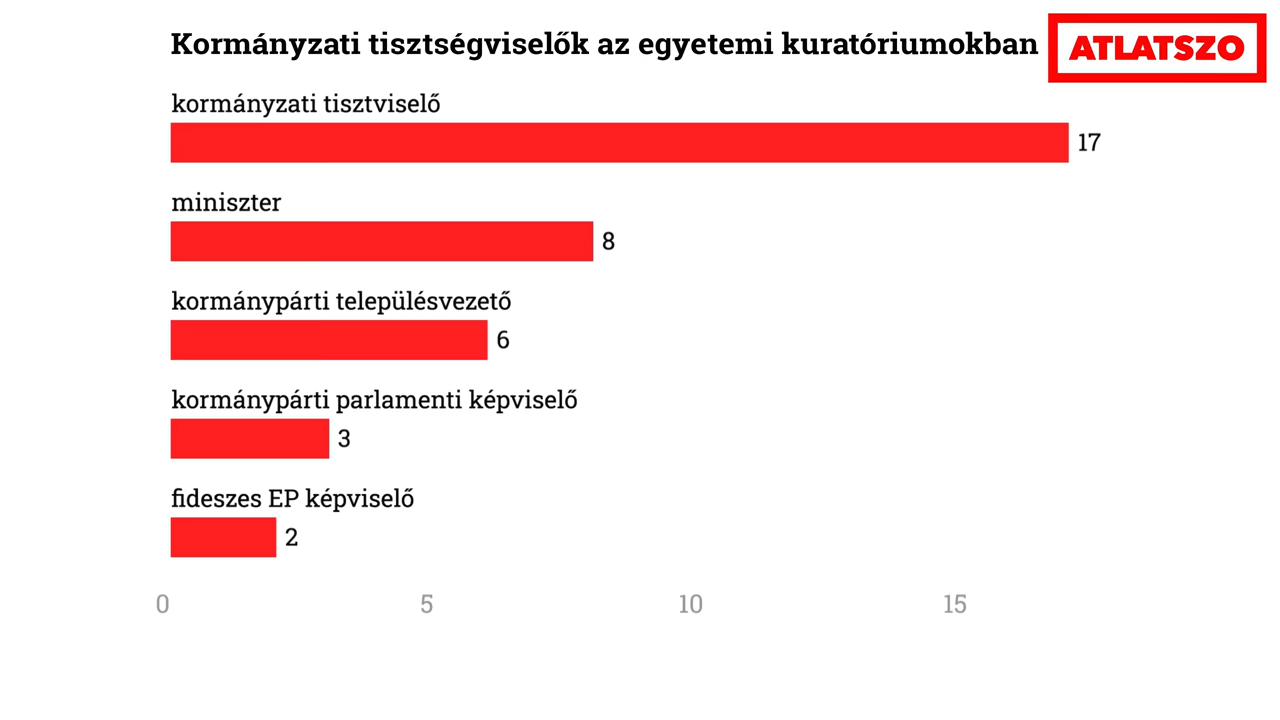 Kormányzati tisztségviselők az egyetemi kuratóriumokban
ATLATSZO
kormányzati tisztviselő
17
miniszter
8
kormánypárti településvezető
6
kormánypárti parlamenti képviselő
3
fideszes EP képviselő
2
0 5 10 15